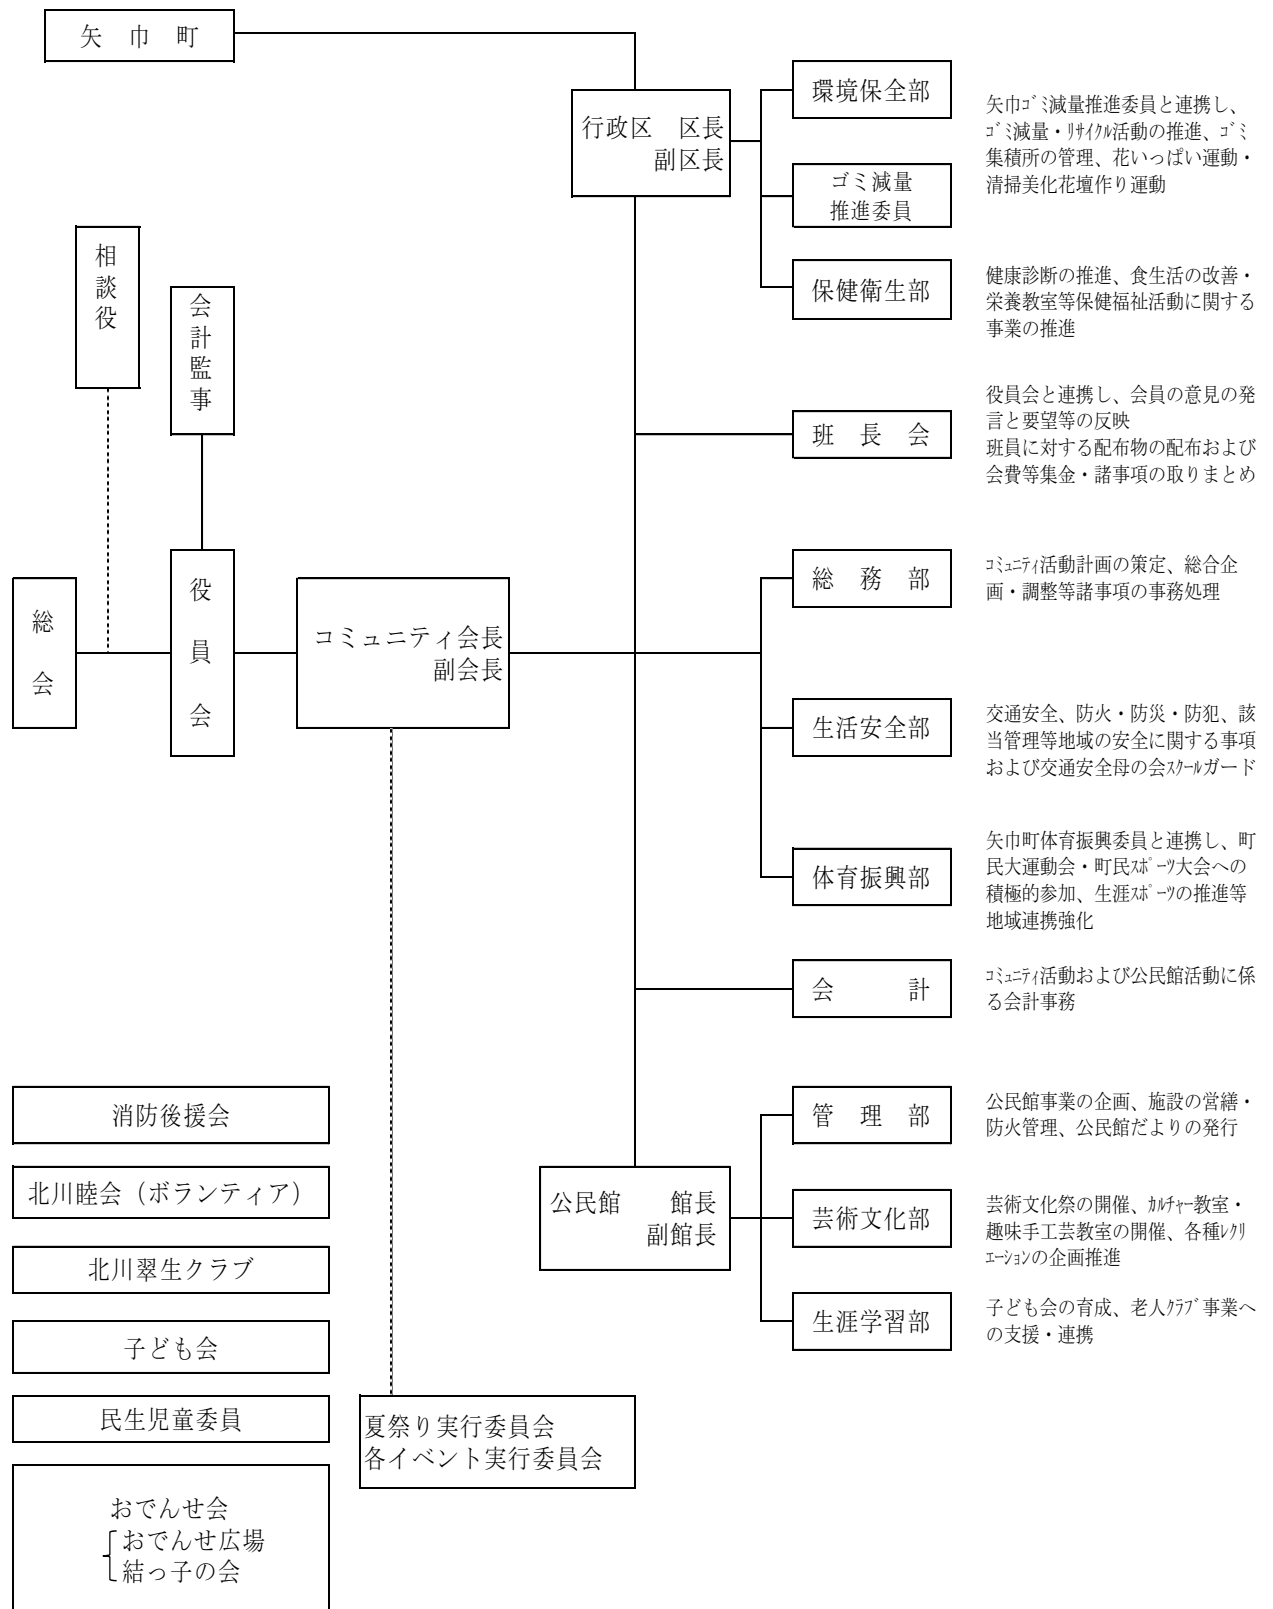 矢 巾 町
行政区 区長
副区長
環境保全部
矢巾ｺﾞﾐ減量推進委員と連携し、
ｺﾞﾐ減量・ﾘｻｲｸﾙ活動の推進、ｺﾞﾐ
集積所の管理、花いっぱい運動・
清掃美化花壇作り運動
ゴミ減量
推進委員
保健衛生部
健康診断の推進、食生活の改善・
栄養教室等保健福祉活動に関する
事業の推進
相談役
会計監事
班 長 会
役員会と連携し、会員の意見の発
言と要望等の反映
班員に対する配布物の配布および
会費等集金・諸事項の取りまとめ
総会
役員会
コミュニティ会長
副会長
総 務 部
ｺﾐｭﾆﾃｨ活動計画の策定、総合企
画・調整等諸事項の事務処理
生活安全部
交通安全、防火・防災・防犯、該
当管理等地域の安全に関する事項
および交通安全母の会ｽｸｰﾙガード
体育振興部
矢巾町体育振興委員と連携し、町
民大運動会・町民ｽﾎﾟｰﾂ大会への
積極的参加、生涯ｽﾎﾟｰﾂの推進等
地域連携強化
会 計
ｺﾐｭﾆﾃｨ活動および公民館活動に係
る会計事務
公民館 館長
副館長
管 理 部
公民館事業の企画、施設の営繕・
防火管理、公民館だよりの発行
芸術文化部
芸術文化祭の開催、ｶﾙﾁｬｰ教室・
趣味手工芸教室の開催、各種ﾚｸﾘ
ｴｰｼｮﾝの企画推進
生涯学習部
子ども会の育成、老人ｸﾗﾌﾞ事業へ
の支援・連携
消防後援会
北川睦会（ボランティア）
北川翠生クラブ
子ども会
民生児童委員
おでんせ会
おでんせ広場
結っ子の会
夏祭り実行委員会
各イベント実行委員会